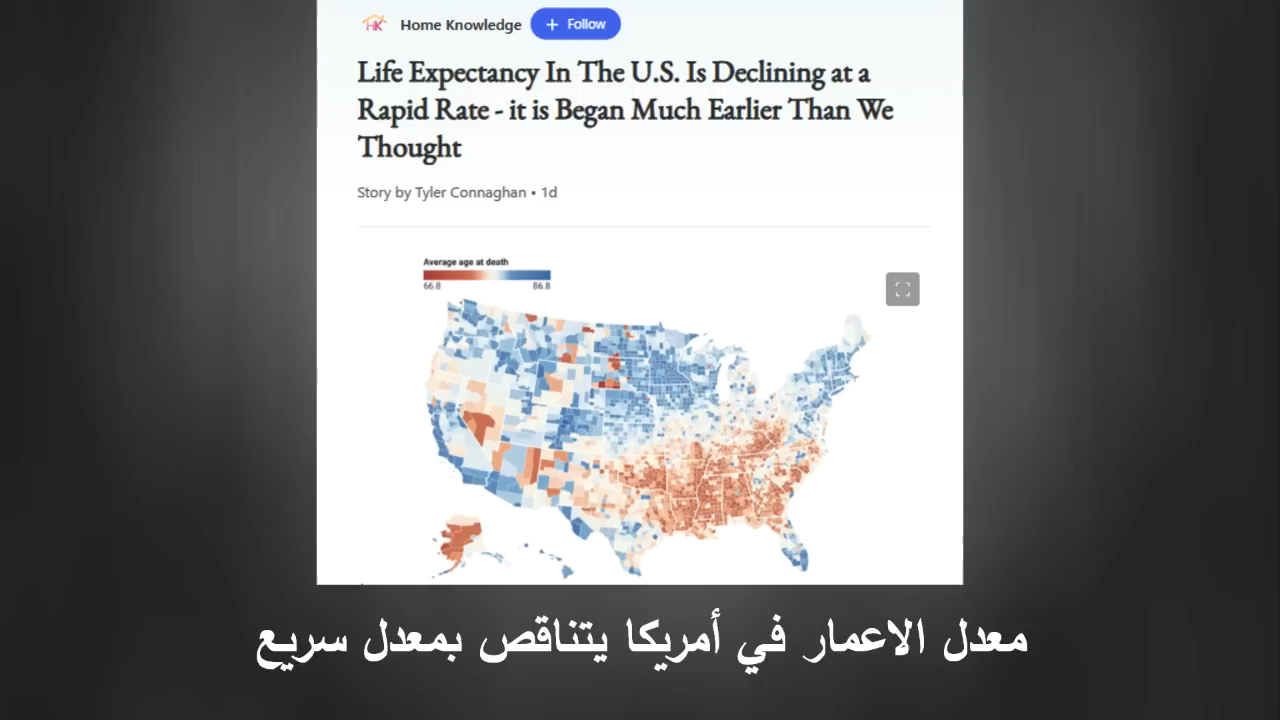 HK Home Knowledge + Follow
Life Expectancy In The U.S. Is Declining at a
Rapid Rate - it is Began Much Earlier Than We
Thought
Story by Tyler Connaghan • 1d
Average age at death
66.8 86.8
معدل الاعمار في أمريكا يتناقص بمعدل سريع